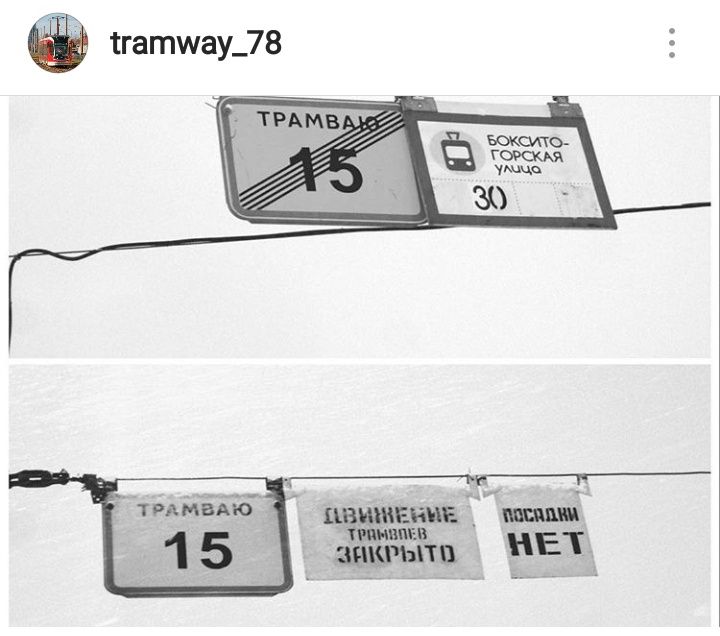 tramway_78
ТРАМВАЮ
15
БОКСИТО-
ГОРСКАЯ
улица
30
ТРАМВАЮ
15
ДВИЖЕНИЕ
ТРАМВАЕВ
ЗАКРЫТО
ПОСАДКИ
НЕТ